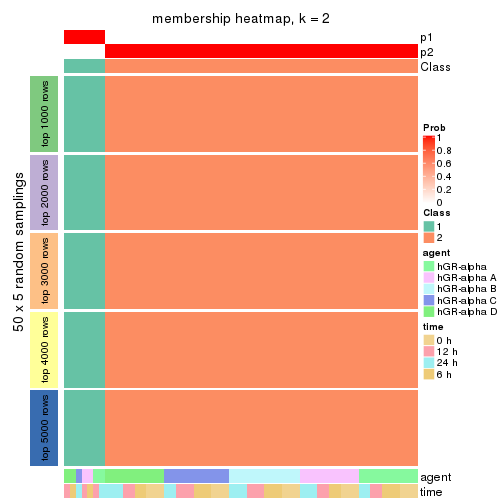 membership heatmap, k = 2
p1
p2
Class
50 x 5 random samplings
top 1000 rows
top 2000 rows
top 3000 rows
top 4000 rows
top 5000 rows
agent
time
Prob
1
0.8
0.6
0.4
0.2
0
Class
1
2
agent
hGR-alpha
hGR-alpha A
hGR-alpha B
hGR-alpha C
hGR-alpha D
time
0 h
12 h
24 h
6 h